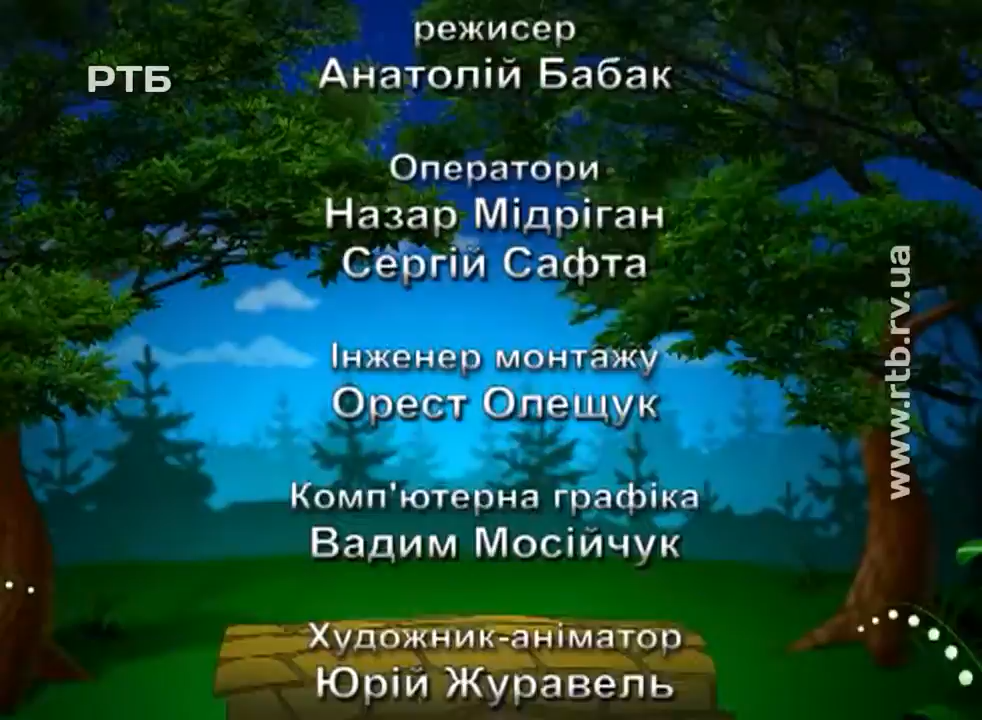 режисер
Анатолій Бабак
РТБ
Оператори
Назар Мідріган
Сергій Сафта
www.rtb.rv.ua
Інженер монтажу
Орест Олещук
Комп'ютерна графіка
Вадим Мосійчук
Художник-аніматор
Юрій Журавель